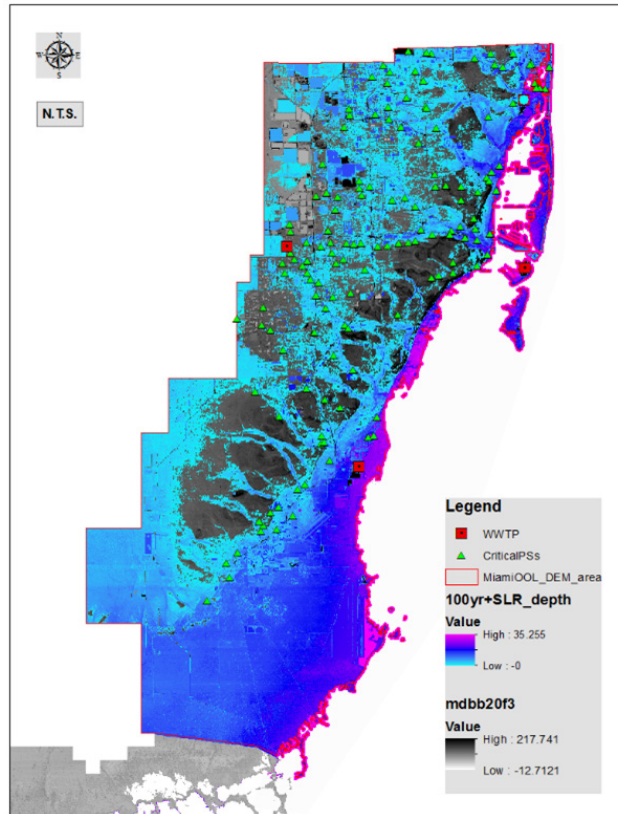 N
W E
S
N.T.S.
Legend
WWTP
CriticalPSs
MiamiOOL_DEM_area
100yr+SLR_depth
Value
High : 35.255
Low : -0
mdbb20f3
Value
High : 217.741
Low : -12.7121